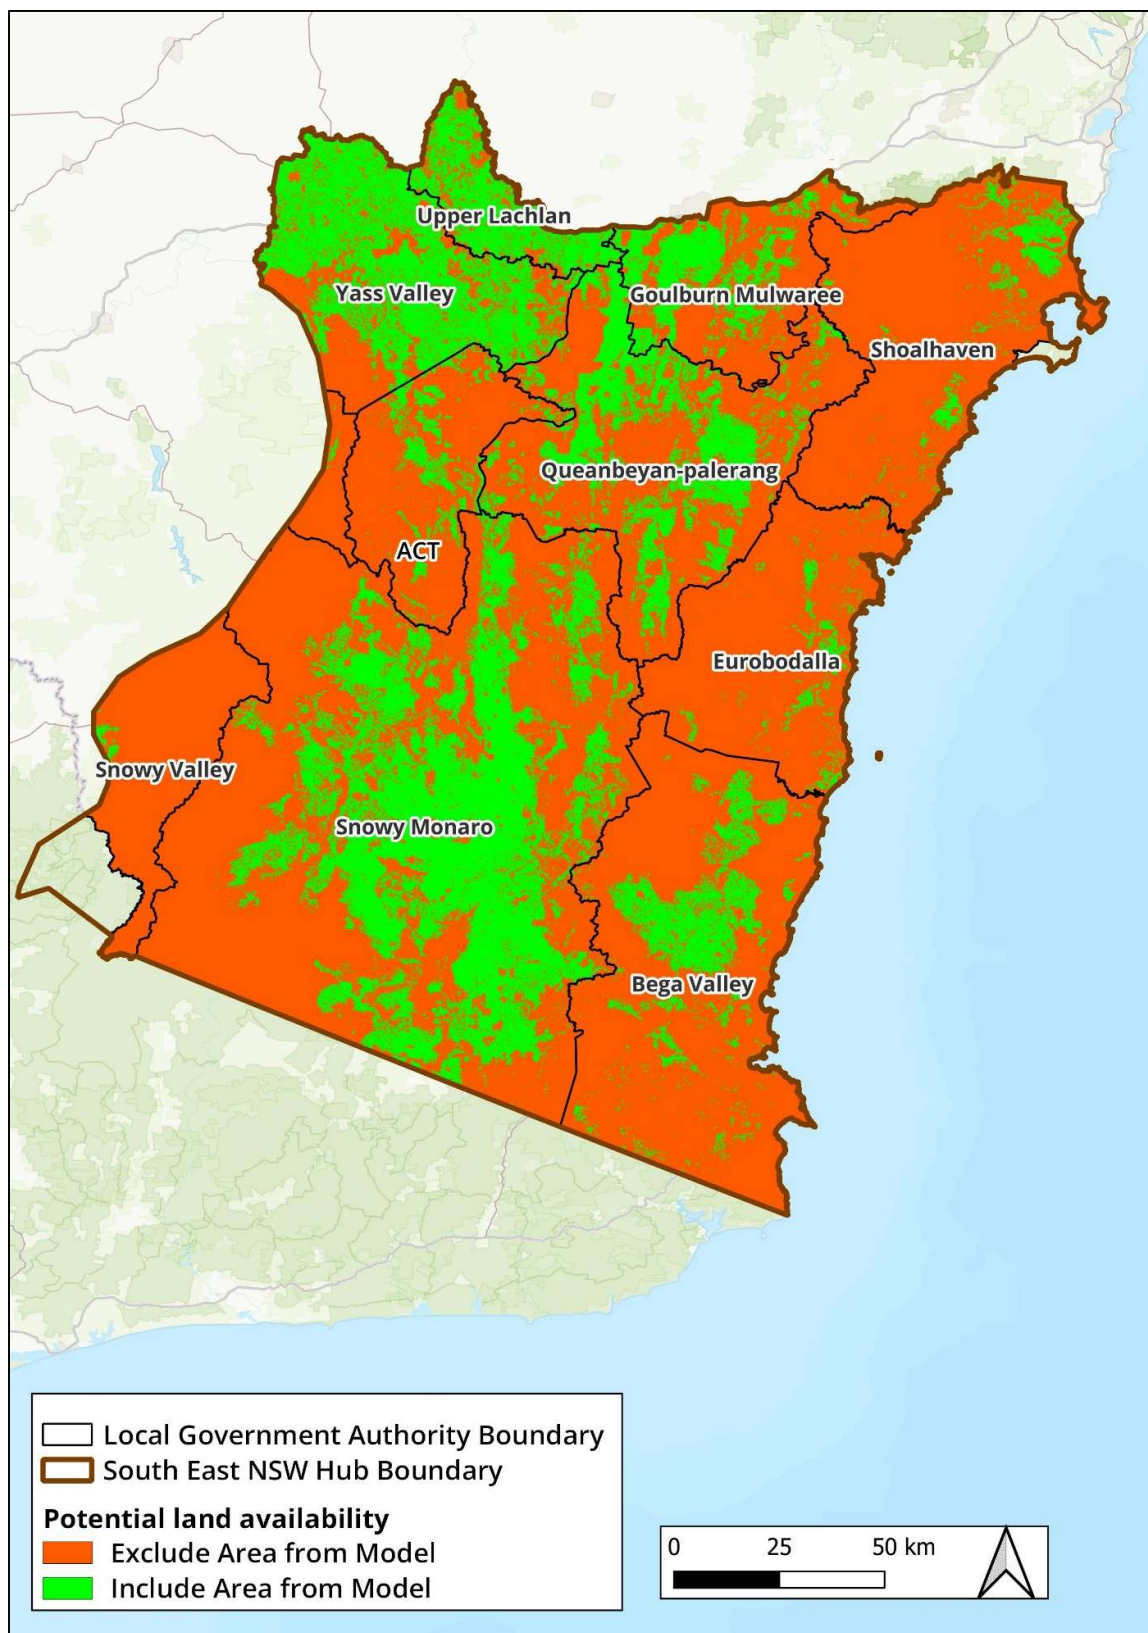 Upper Lachlan
Yass Valley
Goulburn Mulwaree
Shoalhaven
Queanbeyan-palerang
ACT
Eurobodalla
Snowy Valley
Snowy Monaro
Bega Valley
Local Government Authority Boundary
South East NSW Hub Boundary
Potential land availability
Exclude Area from Model
Include Area from Model
0 25 50 km